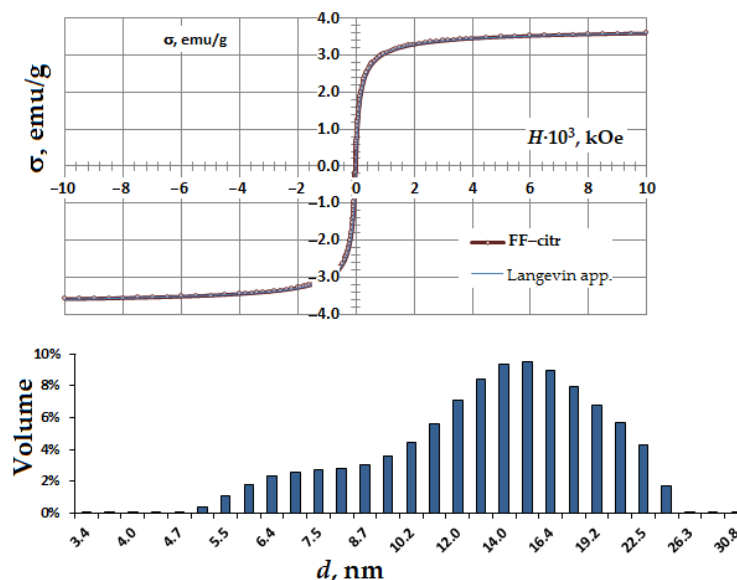 σ, emu/g
σ, emu/g
4.0
3.0
2.0
1.0
0.0
H·10³, kOe
−10 −8 −6 −4 −2 0 2 4 6 8 10
−1.0
−2.0
−3.0
−4.0
FF−citr
Langevin app.
Volume
10%
8%
6%
4%
2%
0%
3.4 4.0 4.7 5.5 6.4 7.5 8.7 10.2 12.0 14.0 16.4 19.2 22.5 26.3 30.8
d, nm